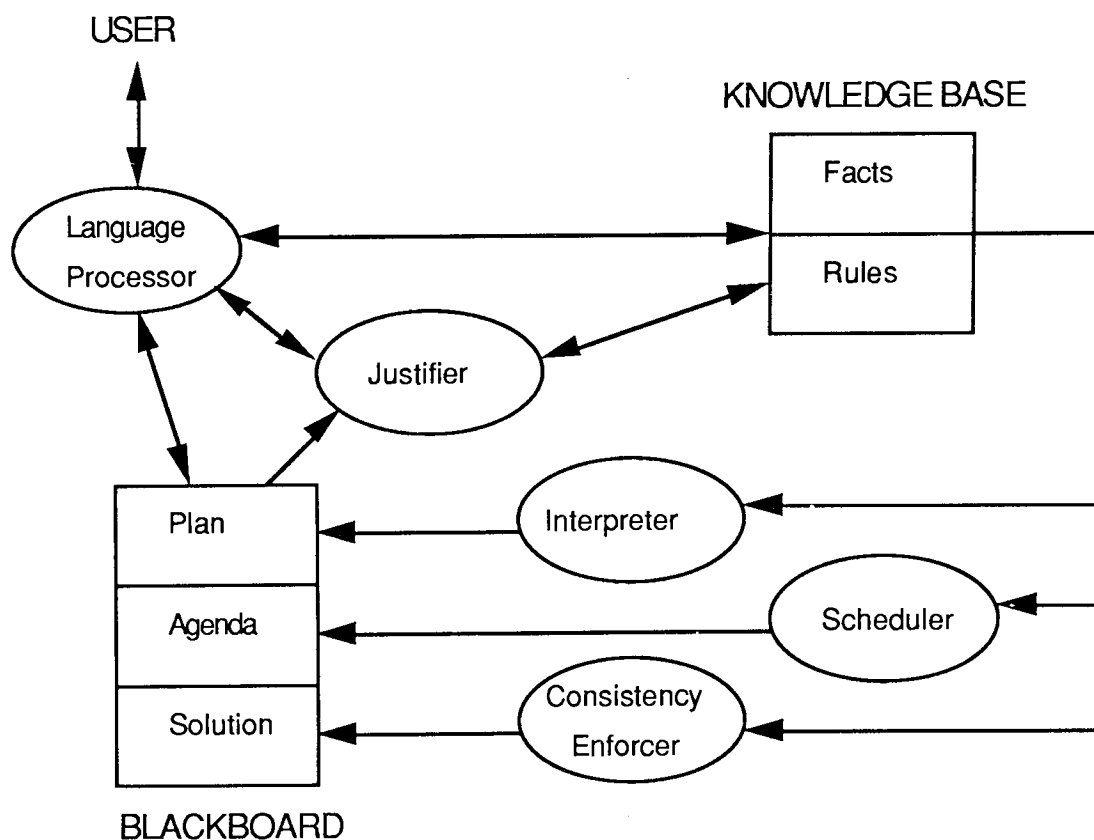 USER
KNOWLEDGE BASE
Facts
Language
Processor
Rules
Justifier
Plan
Interpreter
Agenda
Scheduler
Consistency
Enforcer
Solution
BLACKBOARD